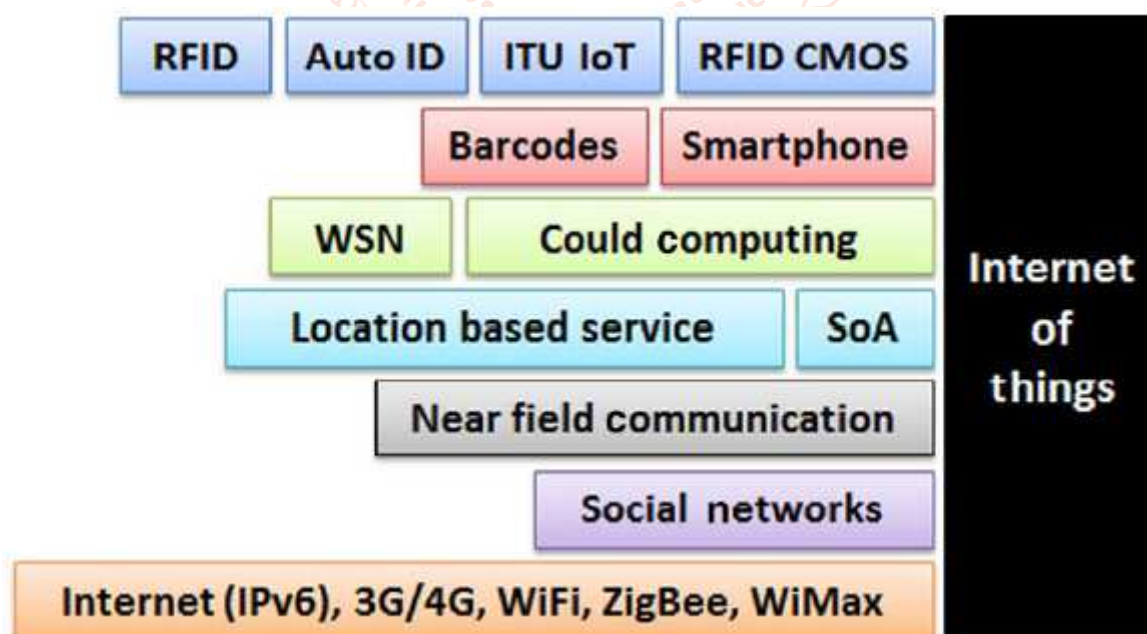 RFID Auto ID ITU IoT RFID CMOS
Barcodes Smartphone
WSN Could computing
Location based service SoA
Near field communication
Social networks
Internet (IPv6), 3G/4G, WiFi, ZigBee, WiMax
Internet
of
things